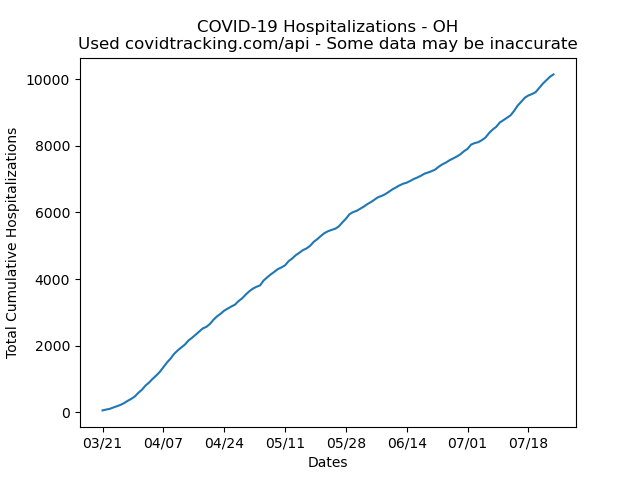 COVID-19 Hospitalizations - OH
Used covidtracking.com/api - Some data may be inaccurate
Total Cumulative Hospitalizations
10000
8000
6000
4000
2000
0
03/21 04/07 04/24 05/11 05/28 06/14 07/01 07/18
Dates